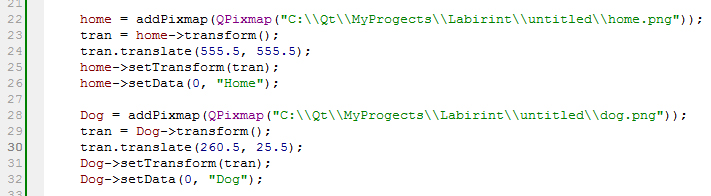 21
22 home = addPixmap(QPixmap("C:\\Qt\\MyProgects\\Labirint\\untitled\\home.png"));
23 tran = home->transform();
24 tran.translate(555.5, 555.5);
25 home->setTransform(tran);
26 home->setData(0, "Home");
27
28 Dog = addPixmap(QPixmap("C:\\Qt\\MyProgects\\Labirint\\untitled\\dog.png"));
29 tran = Dog->transform();
30 tran.translate(260.5, 25.5);
31 Dog->setTransform(tran);
32 Dog->setData(0, "Dog");
33